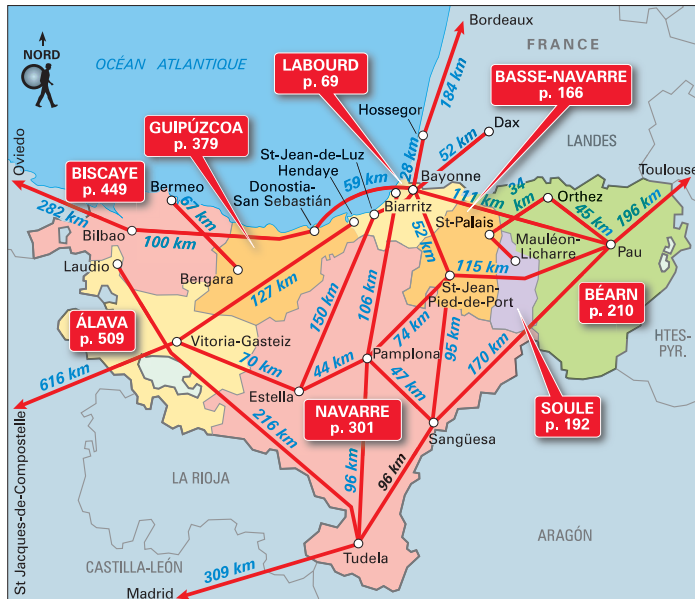 Bordeaux
NORD
FRANCE
OCÉAN ATLANTIQUE
LABOURD
p. 69
BASSE-NAVARRE
p. 166
184 km
Hossegor
Dax
LANDES
GUIPÚZCOA
p. 379
28 km
52 km
Oviedo
St-Jean-de-Luz
Hendaye
Donostia-
San Sebastián
59 km
Bayonne
Toulouse
BISCAYE
p. 449
Bermeo
67 km
Biarritz
111 km
34
km
Orthez
196 km
282 km
Bilbao
100 km
52 km
St-Palais
45 km
Mauléon-
Licharre
Pau
Laudio
Bergara
127 km
115 km
St-Jean-
Pied-de-Port
BÉARN
p. 210
150 km
106 km
ÁLAVA
p. 509
Vitoria-Gasteiz
74 km
95 km
170 km
HTES-
PYR.
616 km
70 km
44 km
Pamplona
47 km
Estella
NAVARRE
p. 301
SOULE
p. 192
216 km
Sangüesa
St Jacques-de-Compostelle
LA RIOJA
96 km
96 km
ARAGÓN
Tudela
CASTILLA-LEÓN
309 km
Madrid